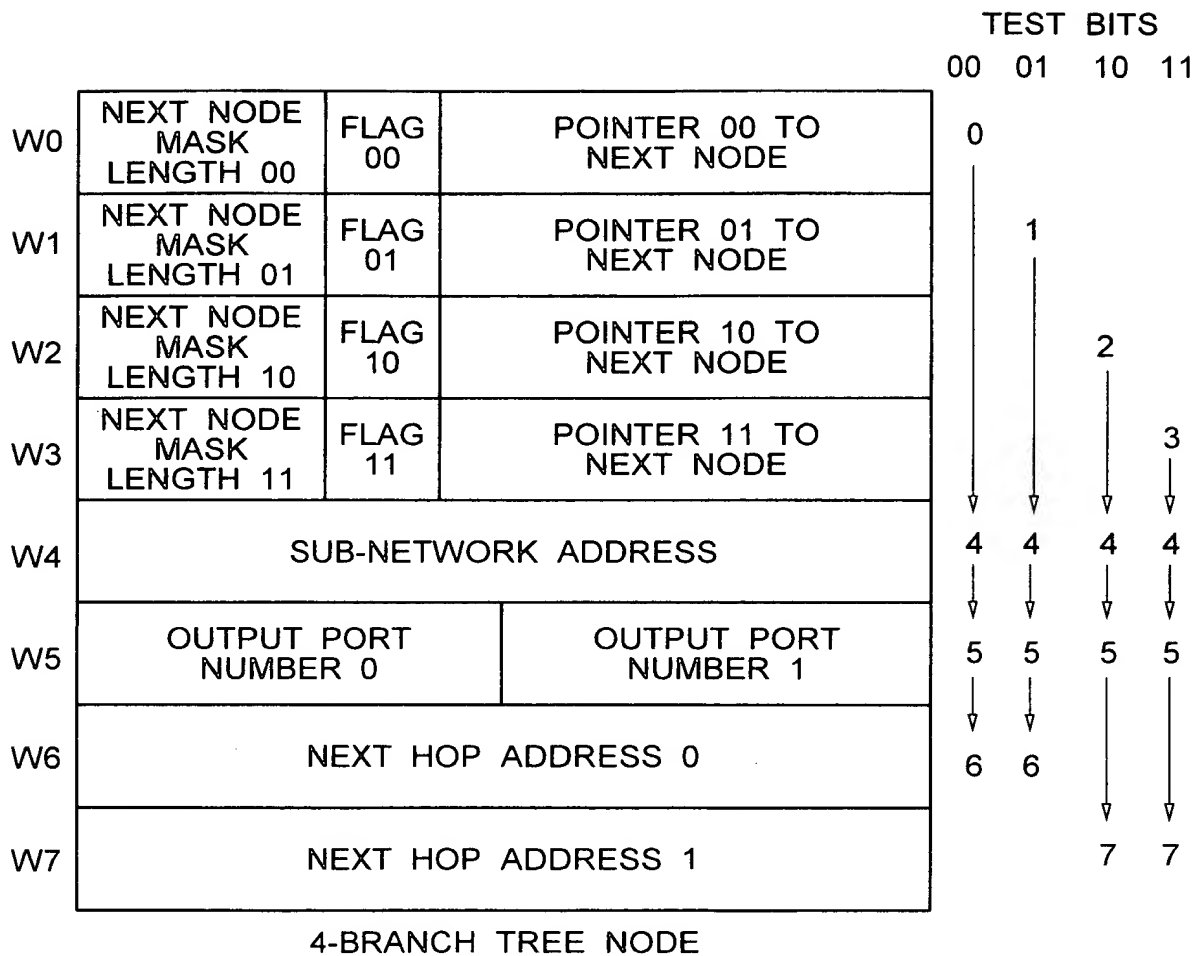 TEST BITS
00 01 10 11
W0
NEXT NODE
MASK
LENGTH 00
FLAG
00
POINTER 00 TO
NEXT NODE
0
W1
NEXT NODE
MASK
LENGTH 01
FLAG
01
POINTER 01 TO
NEXT NODE
1
W2
NEXT NODE
MASK
LENGTH 10
FLAG
10
POINTER 10 TO
NEXT NODE
2
W3
NEXT NODE
MASK
LENGTH 11
FLAG
11
POINTER 11 TO
NEXT NODE
3
W4
SUB-NETWORK ADDRESS
4 4 4 4
W5
OUTPUT PORT
NUMBER 0
OUTPUT PORT
NUMBER 1
5 5 5 5
W6
NEXT HOP ADDRESS 0
6 6
W7
NEXT HOP ADDRESS 1
7 7
4-BRANCH TREE NODE